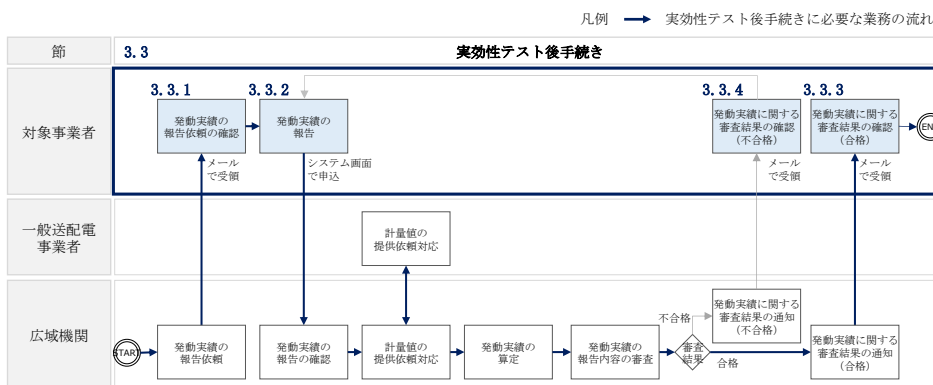 凡例 実効性テスト後手続きに必要な業務の流れ
節 3.3 実効性テスト後手続き
対象事業者
3.3.1
発動実績の
報告依頼の確認
3.3.2
発動実績の
報告
3.3.4
発動実績に関する
審査結果の確認
(不合格)
3.3.3
発動実績に関する
審査結果の確認
(合格)
EN
メール
で受領
システム画面
で申込
メール
で受領
メール
で受領
一般送配電
事業者
計量値の
提供依頼対応
広域機関
START
発動実績の
報告依頼
発動実績の
報告の確認
計量値の
提供依頼対応
発動実績の
算定
発動実績の
報告内容の審査
審査
結果
不合格
合格
発動実績に関する
審査結果の通知
(不合格)
発動実績に関する
審査結果の通知
(合格)